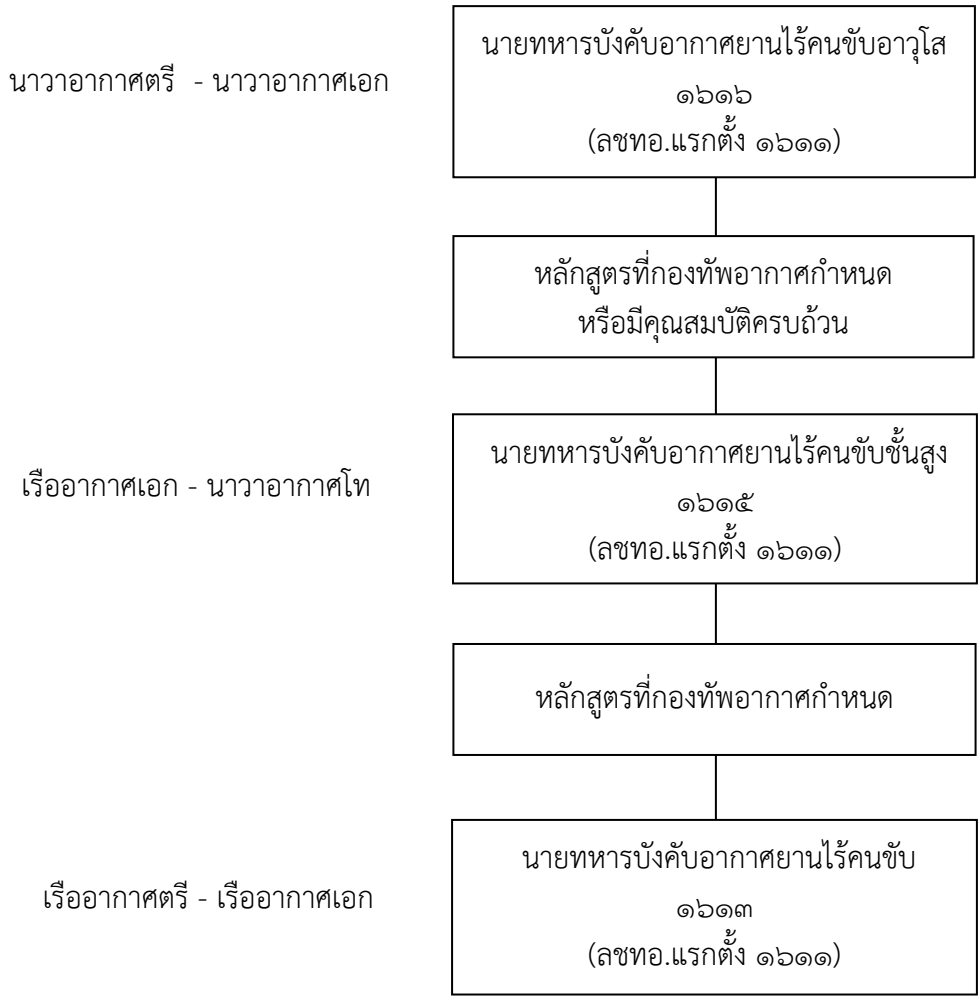 นายทหารบังคับอากาศยานไร้คนขับอาวุโส
นาวาอากาศตรี - นาวาอากาศเอก
๑๖๑๖
(ลชทอ.แรกตั้ง ๑๖๑๑)
หลักสูตรที่กองทัพอากาศกำหนด
หรือมีคุณสมบัติครบถ้วน
นายทหารบังคับอากาศยานไร้คนขับชั้นสูง
เรืออากาศเอก - นาวาอากาศโท
๑๖๑๕
(ลชทอ.แรกตั้ง ๑๖๑๑)
หลักสูตรที่กองทัพอากาศกำหนด
นายทหารบังคับอากาศยานไร้คนขับ
เรืออากาศตรี - เรืออากาศเอก
๑๖๑๓
(ลชทอ.แรกตั้ง ๑๖๑๑)